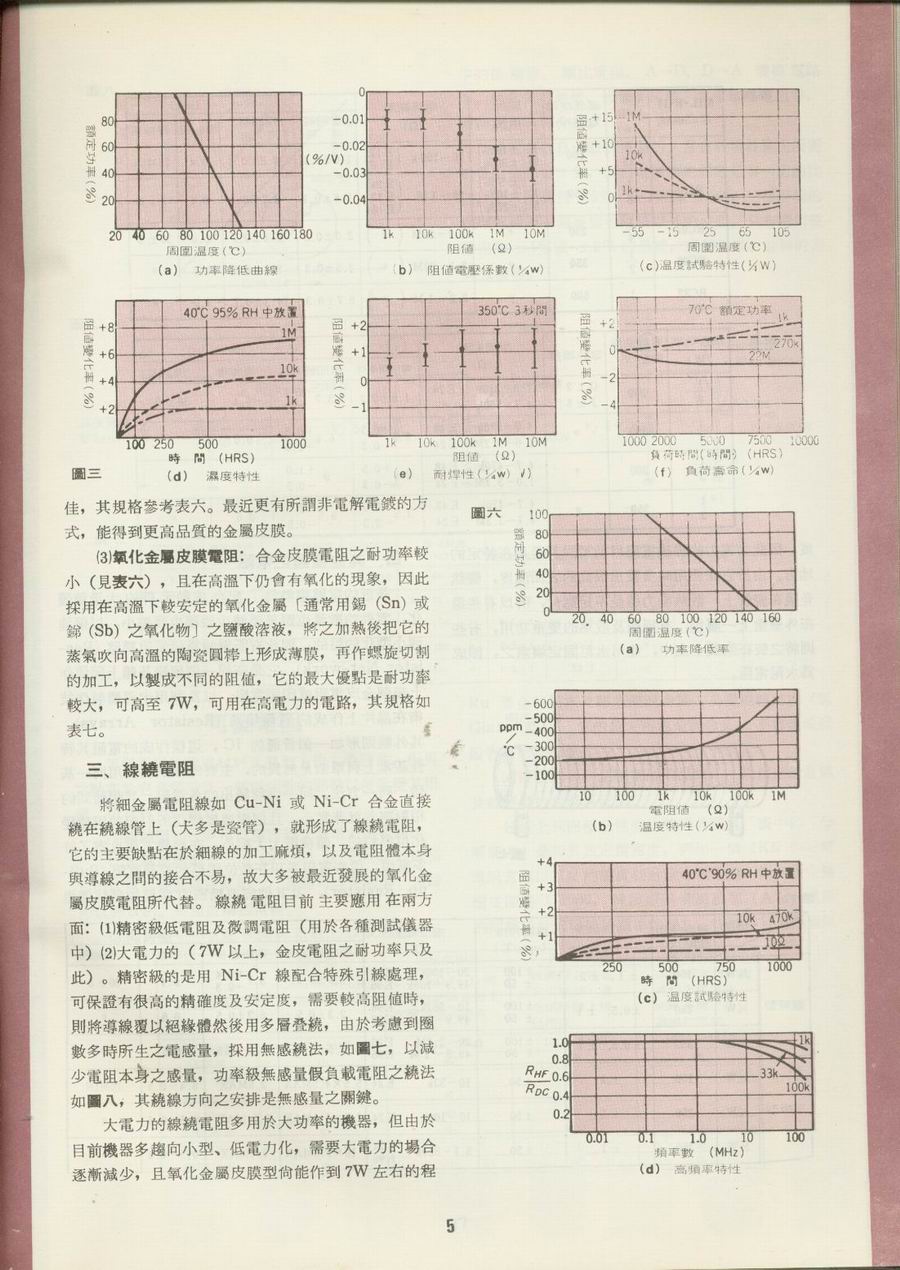 額定功率(%)
80
60
40
20
20 40 60 80 100 120 140 160 180
周圍温度(℃)
(a) 功率降低曲線
(%/V)
0
−0.01
−0.02
−0.03
−0.04
1k 10k 100k 1M 10M
阻値 (Ω)
(b) 阻値電壓係數(¼w)
阻值變化率(%)
+15
+10
+5
0
1M
10k
1k
−55 −15 25 65 105
周圍温度(℃)
(c)温度試驗特性(¼W)
阻值變化率(%)
+8
+6
+4
+2
40℃ 95% RH 中放置
1M
10k
1k
100 250 500 1000
時 間 (HRS)
圖三
(d) 濕度特性
阻值變化率(%)
+2
+1
0
−1
350℃ 3秒間
1k 10k 100k 1M 10M
阻値 (Ω)
(e) 耐焊性(¼w)
阻值變化率(%)
+2
0
−2
−4
70℃ 額定功率
1k
270k
22M
1000 2000 5000 7500 10000
負荷時間(時間) (HRS)
(f) 負荷壽命(¼w)
佳，其規格參考表六。最近更有所謂非電解電鍍的方
式，能得到更高品質的金屬皮膜。
⑶氧化金屬皮膜電阻：合金皮膜電阻之耐功率較
小（見表六），且在高溫下仍會有氧化的現象，因此
採用在高溫下較安定的氧化金屬〔通常用錫 (Sn) 或
銻 (Sb) 之氧化物〕之鹽酸溶液，將之加熱後把它的
蒸氣吹向高溫的陶瓷圓棒上形成薄膜，再作螺旋切割
的加工，以製成不同的阻值，它的最大優點是耐功率
較大，可高至 7W，可用在高電力的電路，其規格如
表七。
三、線繞電阻
將細金屬電阻線如 Cu-Ni 或 Ni-Cr 合金直接
繞在繞線管上（大多是瓷管），就形成了線繞電阻，
它的主要缺點在於細線的加工麻煩，以及電阻體本身
與導線之間的接合不易，故大多被最近發展的氧化金
屬皮膜電阻所代替。線繞電阻目前主要應用在兩方
面：⑴精密級低電阻及微調電阻（用於各種測試儀器
中）⑵大電力的（7W 以上，金皮電阻之耐功率只及
此）。精密級的是用 Ni-Cr 線配合特殊引線處理，
可保證有很高的精確度及安定度，需要較高阻值時，
則將導線覆以絕緣體然後用多層叠繞，由於考慮到圈
數多時所生之電感量，採用無感繞法，如圖七，以減
少電阻本身之感量，功率級無感量假負載電阻之繞法
如圖八，其繞線方向之安排是無感量之關鍵。
大電力的線繞電阻多用於大功率的機器，但由於
目前機器多趨向小型、低電力化，需要大電力的場合
逐漸減少，且氧化金屬皮膜型尚能作到 7W 左右的程
圖六
額定功率(%)
100
80
60
40
20
0
20 40 60 80 100 120 140 160
周圍温度(℃)
(a) 功率降低率
ppm/℃
−600
−500
−400
−300
−200
−100
10 100 1k 10k 100k 1M
電阻值 (Ω)
(b) 温度特性(¼w)
阻值變化率(%)
+4
+3
+2
+1
40℃ 90% RH 中放置
10k 470k
10Ω
250 500 750 1000
時 間 (HRS)
(c) 温度試驗特性
RHF/RDC
1.0
0.8
0.6
0.4
0.2
1k
33k
100k
0.01 0.1 1.0 10 100
頻率數 (MHz)
(d) 高頻率特性
5